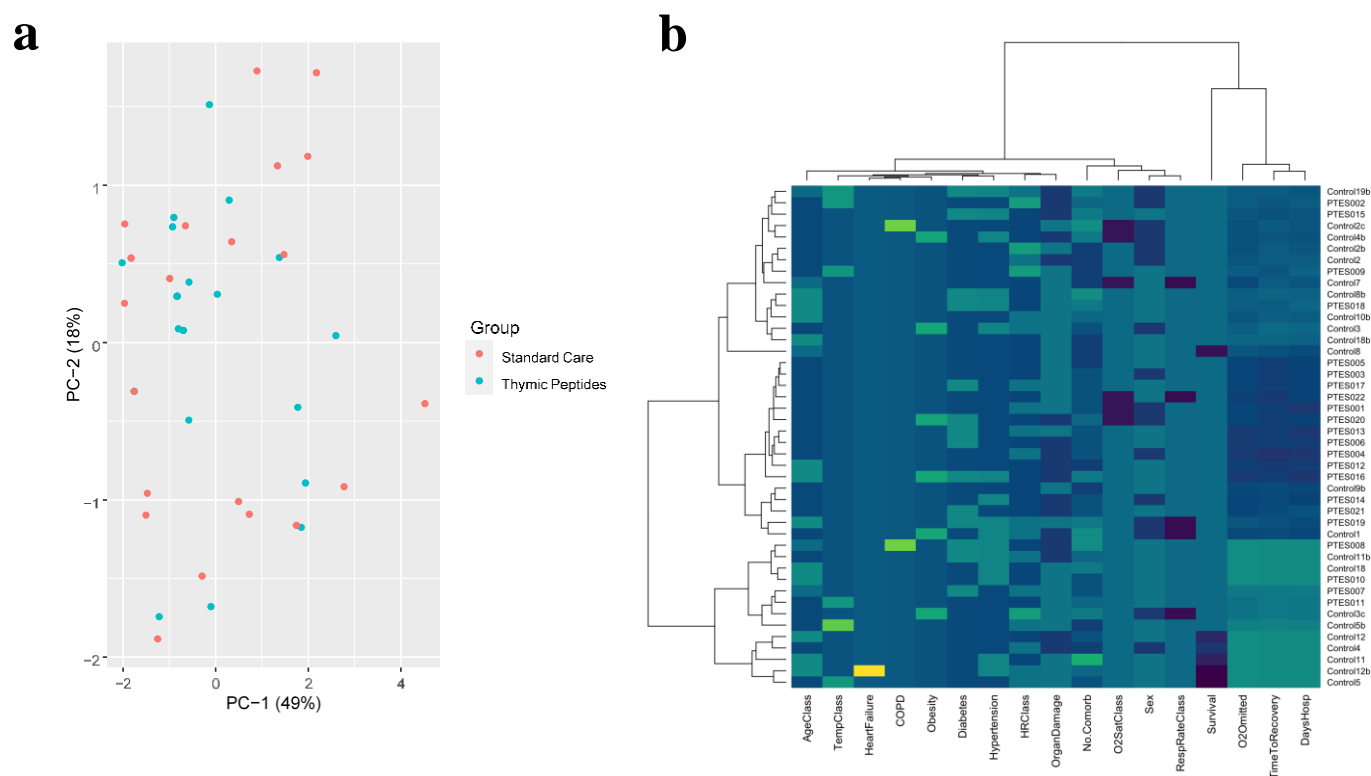 a
b
1
0
−1
−2
PC−2 (18%)
−2
0
2
4
PC−1 (49%)
Group
Standard Care
Thymic Peptides
Control19b
PTES002
PTES015
Control2c
Control4b
Control2b
Control2
PTES009
Control7
Control8b
PTES018
Control10b
Control3
Control18b
Control8
PTES005
PTES003
PTES017
PTES022
PTES001
PTES020
PTES013
PTES006
PTES004
PTES012
PTES016
Control9b
PTES014
PTES021
PTES019
Control1
PTES008
Control11b
Control18
PTES010
PTES007
PTES011
Control3c
Control5b
Control12
Control4
Control11
Control12b
Control5
AgeClass
TempClass
HeartFailure
COPD
Obesity
Diabetes
Hypertension
HRClass
OrganDamage
No.Comorb
O2SatClass
Sex
RespRateClass
Survival
O2Omitted
TimeToRecovery
DaysHosp